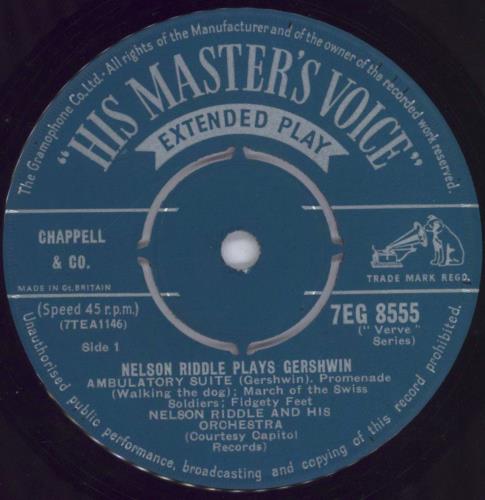 The Gramophone Co. Ltd. - All rights of the Manufacturer and of the owner of the recorded work reserved.
"HIS MASTER'S VOICE"
EXTENDED PLAY
CHAPPELL
& CO.
MADE IN Gt. BRITAIN
TRADE MARK REGD.
(Speed 45 r.p.m.)
(7TEA1146)
Side 1
7EG 8555
("Verve"
Series)
NELSON RIDDLE PLAYS GERSHWIN
AMBULATORY SUITE (Gershwin). Promenade
(Walking the dog); March of the Swiss
Soldiers; Fidgety Feet
NELSON RIDDLE AND HIS
ORCHESTRA
(Courtesy Capitol
Records)
Unauthorised public performance, broadcasting and copying of this record prohibited.